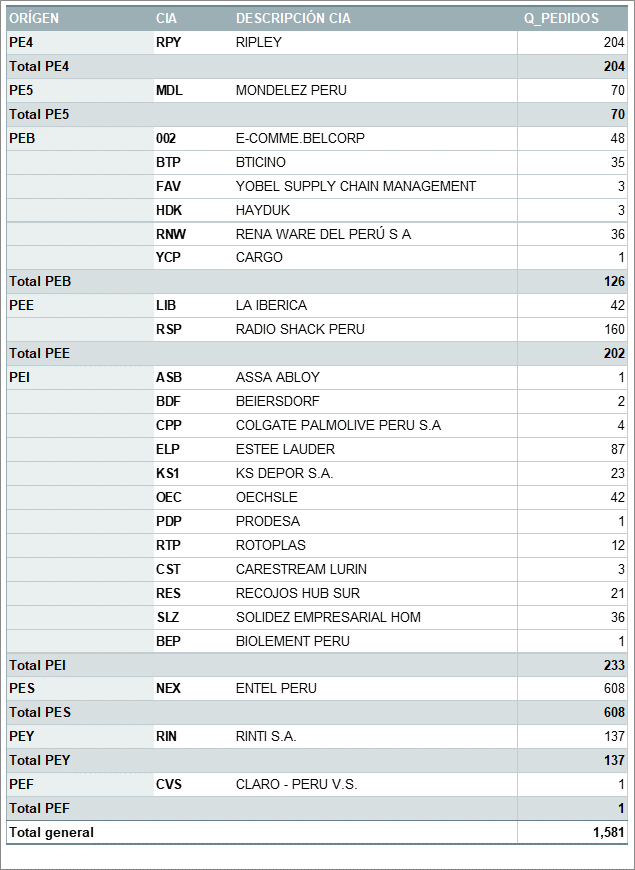 ORÍGEN CIA DESCRIPCIÓN CIA Q_PEDIDOS
PE4 RPY RIPLEY 204
Total PE4 204
PE5 MDL MONDELEZ PERU 70
Total PE5 70
PEB 002 E-COMME.BELCORP 48
BTP BTICINO 35
FAV YOBEL SUPPLY CHAIN MANAGEMENT 3
HDK HAYDUK 3
RNW RENA WARE DEL PERÚ S A 36
YCP CARGO 1
Total PEB 126
PEE LIB LA IBERICA 42
RSP RADIO SHACK PERU 160
Total PEE 202
PEI ASB ASSA ABLOY 1
BDF BEIERSDORF 2
CPP COLGATE PALMOLIVE PERU S.A 4
ELP ESTEE LAUDER 87
KS1 KS DEPOR S.A. 23
OEC OECHSLE 42
PDP PRODESA 1
RTP ROTOPLAS 12
CST CARESTREAM LURIN 3
RES RECOJOS HUB SUR 21
SLZ SOLIDEZ EMPRESARIAL HOM 36
BEP BIOLEMENT PERU 1
Total PEI 233
PES NEX ENTEL PERU 608
Total PES 608
PEY RIN RINTI S.A. 137
Total PEY 137
PEF CVS CLARO - PERU V.S. 1
Total PEF 1
Total general 1,581